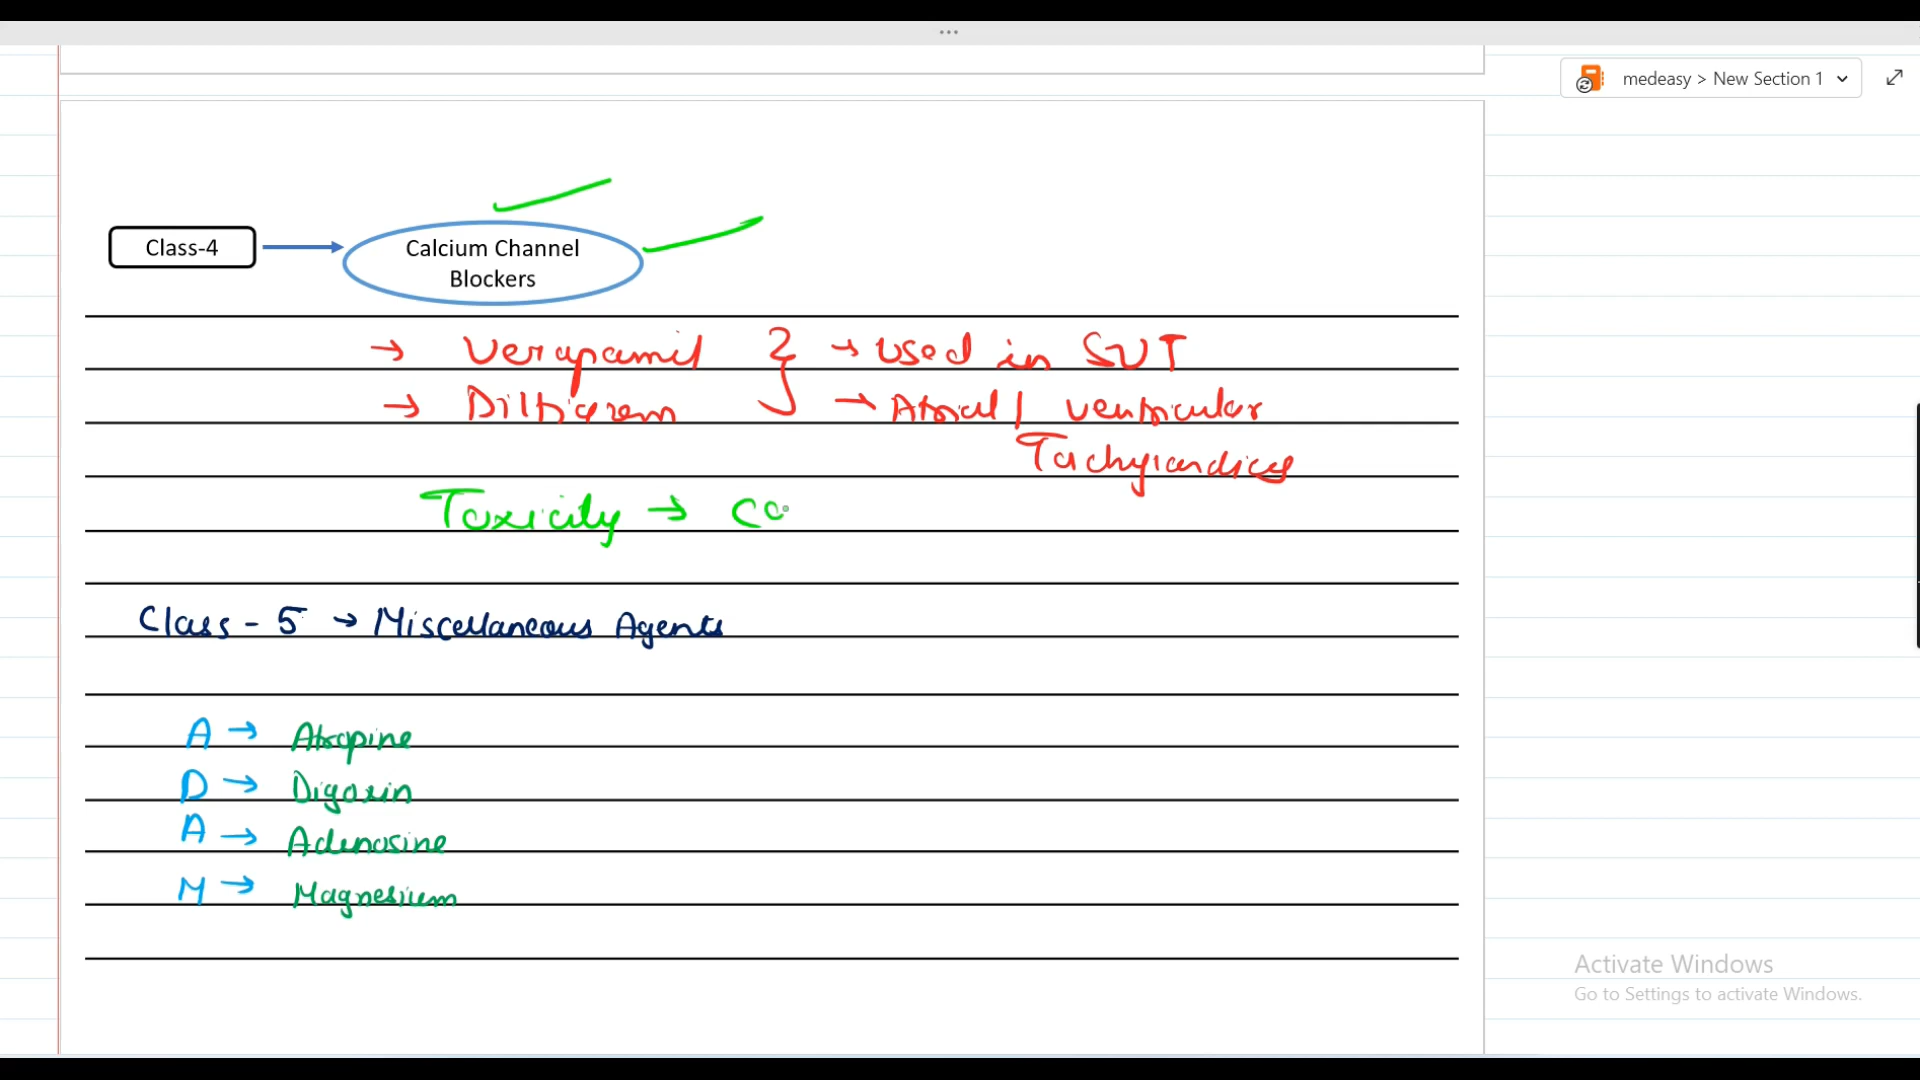 medeasy > New Section 1
Class-4
Calcium Channel
Blockers
→ Verapamil } → Used in SVT
→ Diltiazem → Atrial / ventricular
Tachycardias
Toxicity → Co
Class - 5 → Miscellaneous Agents
A → Atropine
D → Digoxin
A → Adenosine
M → Magnesium
Activate Windows
Go to Settings to activate Windows.